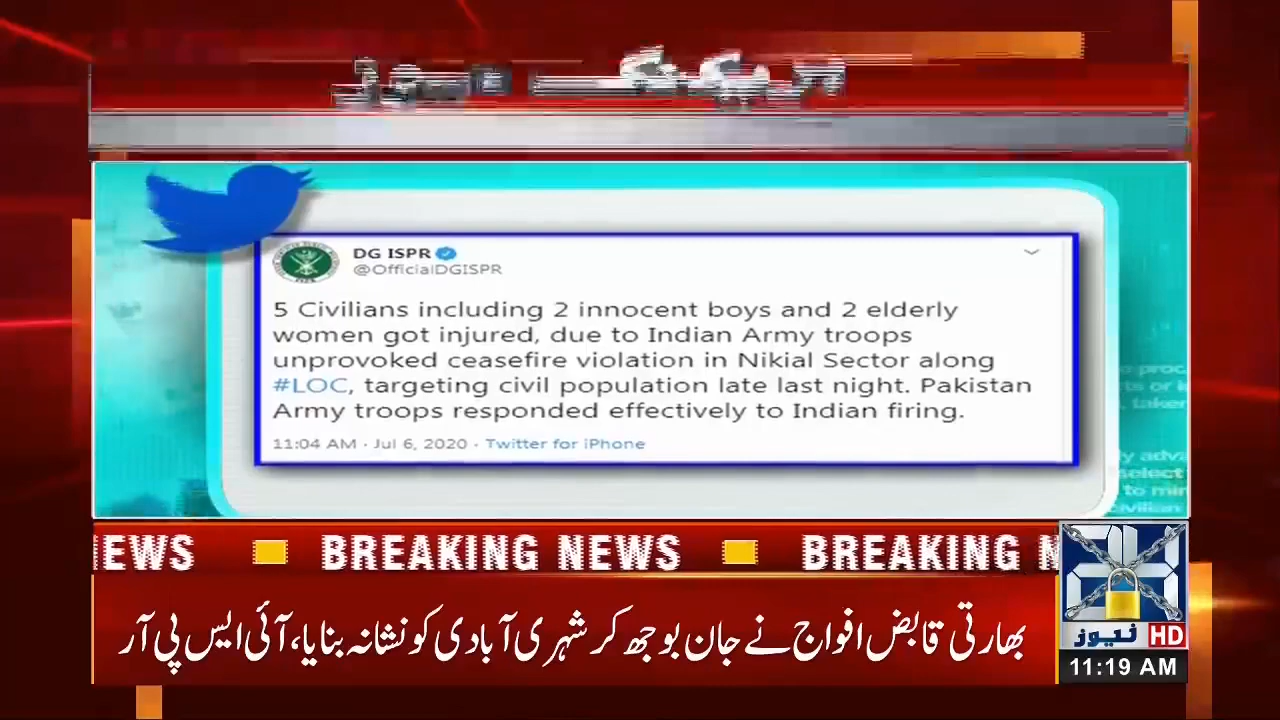 DG ISPR
@OfficialDGISPR
5 Civilians including 2 innocent boys and 2 elderly
women got injured, due to Indian Army troops
unprovoked ceasefire violation in Nikial Sector along
#LOC, targeting civil population late last night. Pakistan
Army troops responded effectively to Indian firing.
11:04 AM · Jul 6, 2020 · Twitter for iPhone
EWS BREAKING NEWS BREAKING N
بھارتی قابض افواج نے جان بوجھ کر شہری آبادی کو نشانہ بنایا، آئی ایس پی آر
24
نیوز HD
11:19 AM